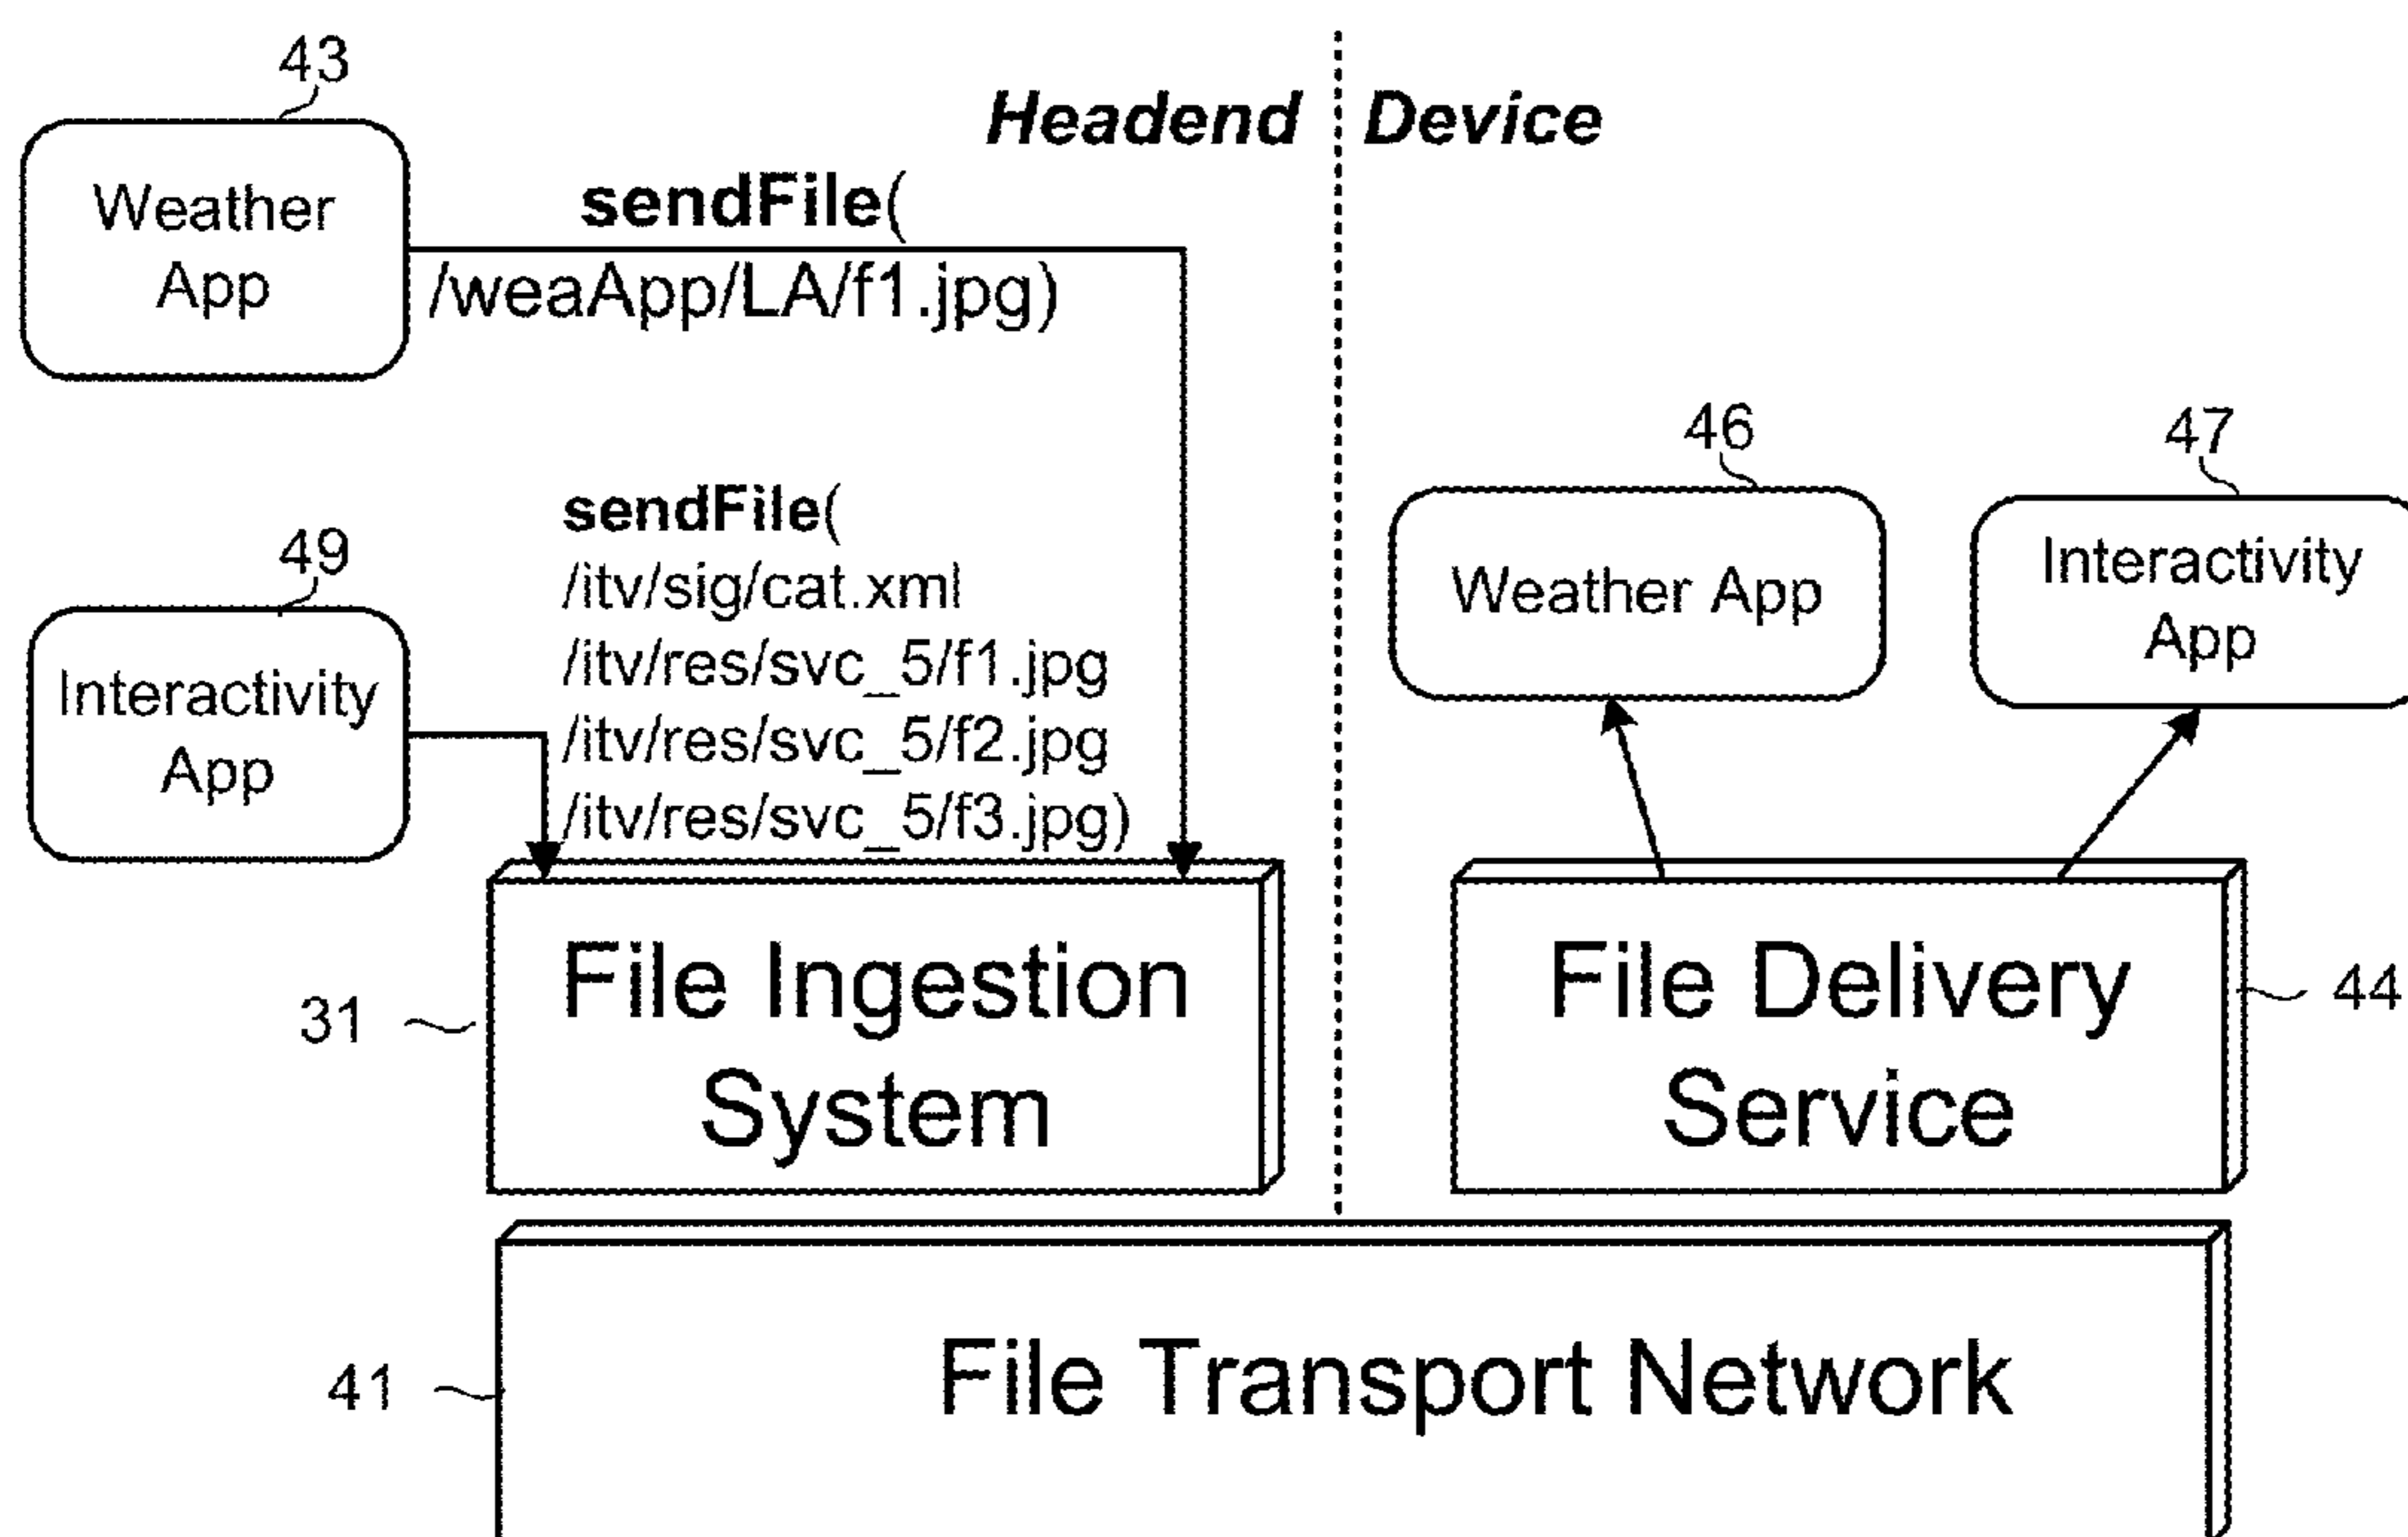 43
Headend
Device
Weather
App
sendFile(
/weaApp/LA/f1.jpg)
46
47
49
sendFile(
/itv/sig/cat.xml
/itv/res/svc_5/f1.jpg
/itv/res/svc_5/f2.jpg
/itv/res/svc_5/f3.jpg)
Interactivity
App
Weather App
Interactivity
App
31
File Ingestion
System
File Delivery
Service
44
41
File Transport Network